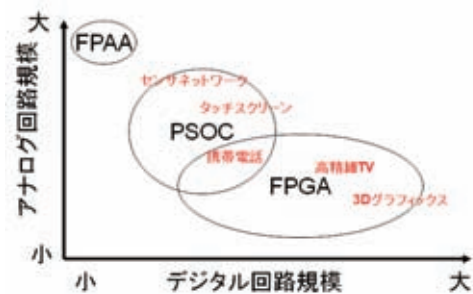 大
FPAA
センサネットワーク
タッチスクリーン
PSOC
携帯電話
高精細TV
FPGA
3Dグラフィックス
アナログ回路規模
小
小 デジタル回路規模 大